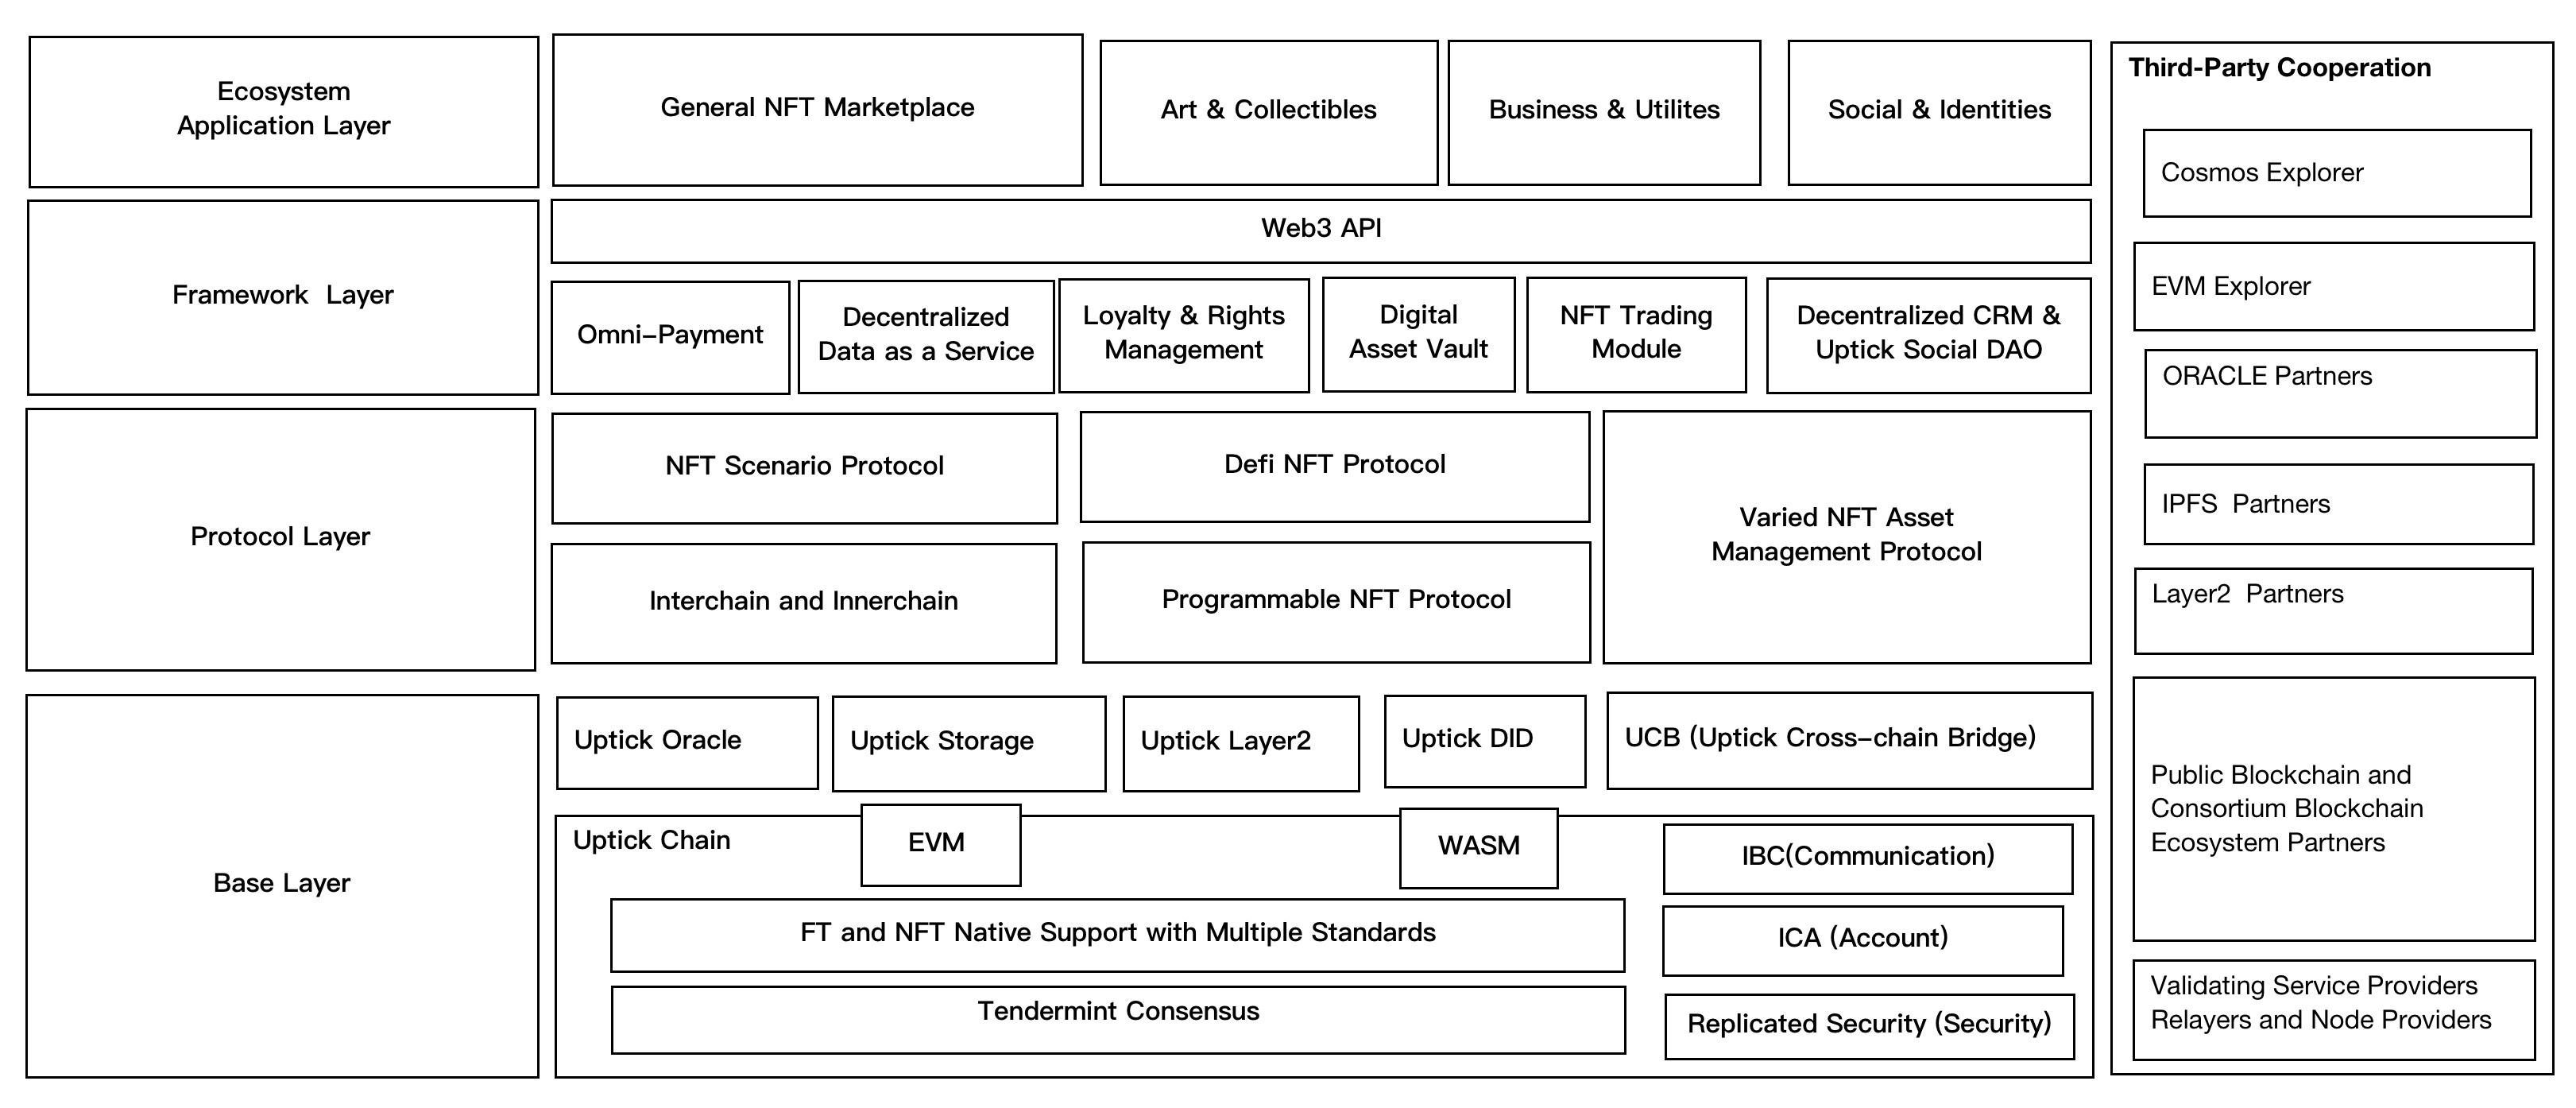 Ecosystem
Application Layer
General NFT Marketplace
Art & Collectibles
Business & Utilites
Social & Identities
Framework Layer
Web3 API
Omni-Payment
Decentralized
Data as a Service
Loyalty & Rights
Management
Digital
Asset Vault
NFT Trading
Module
Decentralized CRM &
Uptick Social DAO
Protocol Layer
NFT Scenario Protocol
Defi NFT Protocol
Varied NFT Asset
Management Protocol
Interchain and Innerchain
Programmable NFT Protocol
Base Layer
Uptick Oracle
Uptick Storage
Uptick Layer2
Uptick DID
UCB (Uptick Cross-chain Bridge)
Uptick Chain
EVM
WASM
IBC(Communication)
FT and NFT Native Support with Multiple Standards
ICA (Account)
Tendermint Consensus
Replicated Security (Security)
Third-Party Cooperation
Cosmos Explorer
EVM Explorer
ORACLE Partners
IPFS Partners
Layer2 Partners
Public Blockchain and
Consortium Blockchain
Ecosystem Partners
Validating Service Providers
Relayers and Node Providers